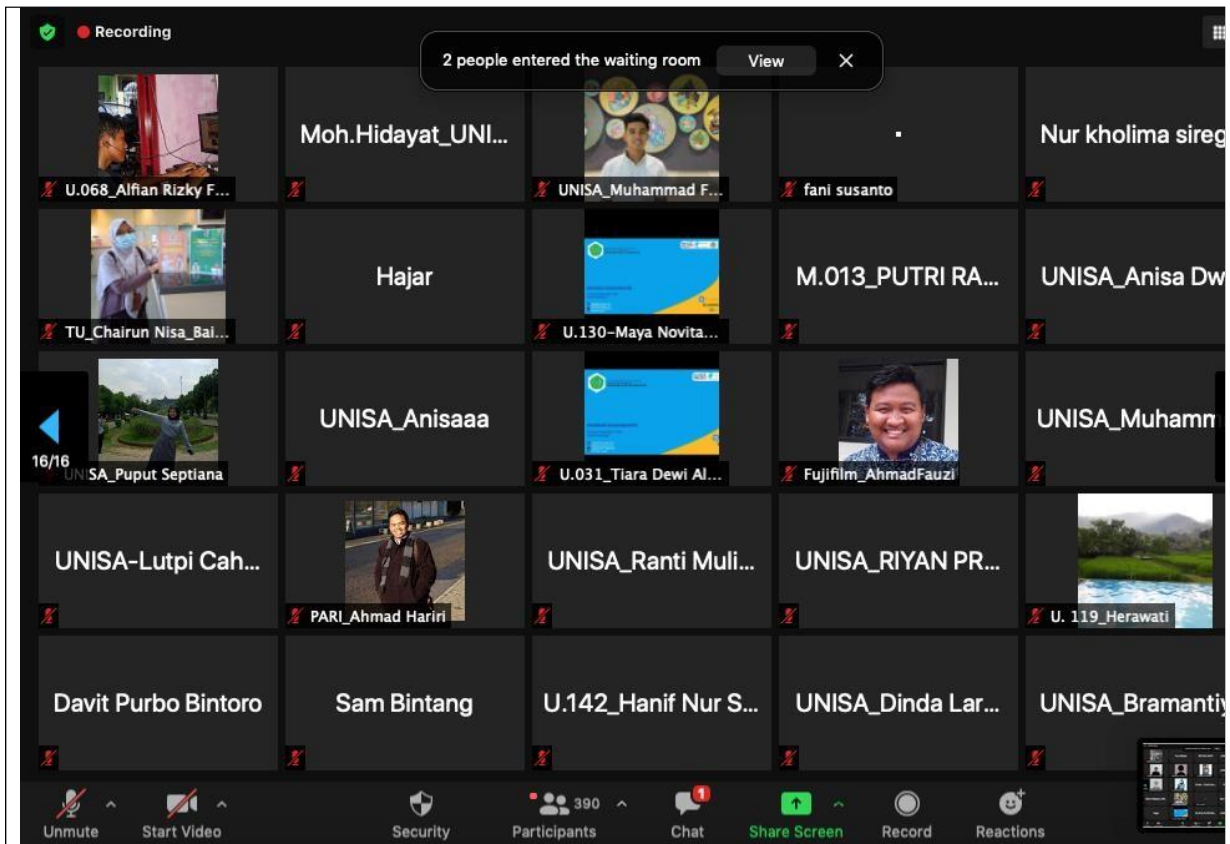 Recording
2 people entered the waiting room View
U.068_Alfian Rizky F...
Moh.Hidayat_UNI...
UNISA_Muhammad F...
fani susanto
Nur kholima sireg
TU_Chairun Nisa_Bai...
Hajar
U.130-Maya Novita...
M.013_PUTRI RA...
UNISA_Anisa Dw
16/16
UNISA_Puput Septiana
UNISA_Anisaaa
U.031_Tiara Dewi Al...
Fujifilm_AhmadFauzi
UNISA_Muhamm
UNISA-Lutpi Cah...
PARI_Ahmad Hariri
UNISA_Ranti Muli...
UNISA_RIYAN PR...
U. 119_Herawati
Davit Purbo Bintoro
Sam Bintang
U.142_Hanif Nur S...
UNISA_Dinda Lar...
UNISA_Bramantiy
Unmute
Start Video
Security
390
Participants
1
Chat
Share Screen
Record
Reactions